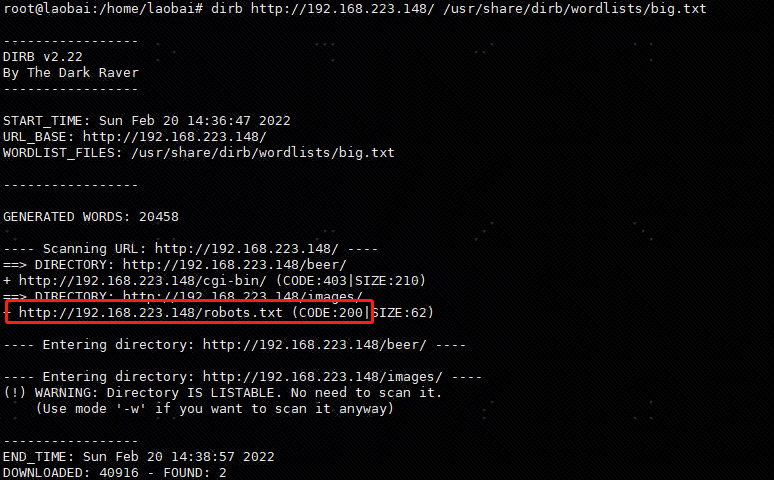 root@laobai:/home/laobai# dirb http://192.168.223.148/ /usr/share/dirb/wordlists/big.txt
-----------------
DIRB v2.22
By The Dark Raver
-----------------
START_TIME: Sun Feb 20 14:36:47 2022
URL_BASE: http://192.168.223.148/
WORDLIST_FILES: /usr/share/dirb/wordlists/big.txt
-----------------
GENERATED WORDS: 20458
---- Scanning URL: http://192.168.223.148/ ----
==> DIRECTORY: http://192.168.223.148/beer/
+ http://192.168.223.148/cgi-bin/ (CODE:403|SIZE:210)
==> DIRECTORY: http://192.168.223.148/images/
+ http://192.168.223.148/robots.txt (CODE:200|SIZE:62)
---- Entering directory: http://192.168.223.148/beer/ ----
---- Entering directory: http://192.168.223.148/images/ ----
(!) WARNING: Directory IS LISTABLE. No need to scan it.
(Use mode '-w' if you want to scan it anyway)
-----------------
END_TIME: Sun Feb 20 14:38:57 2022
DOWNLOADED: 40916 - FOUND: 2